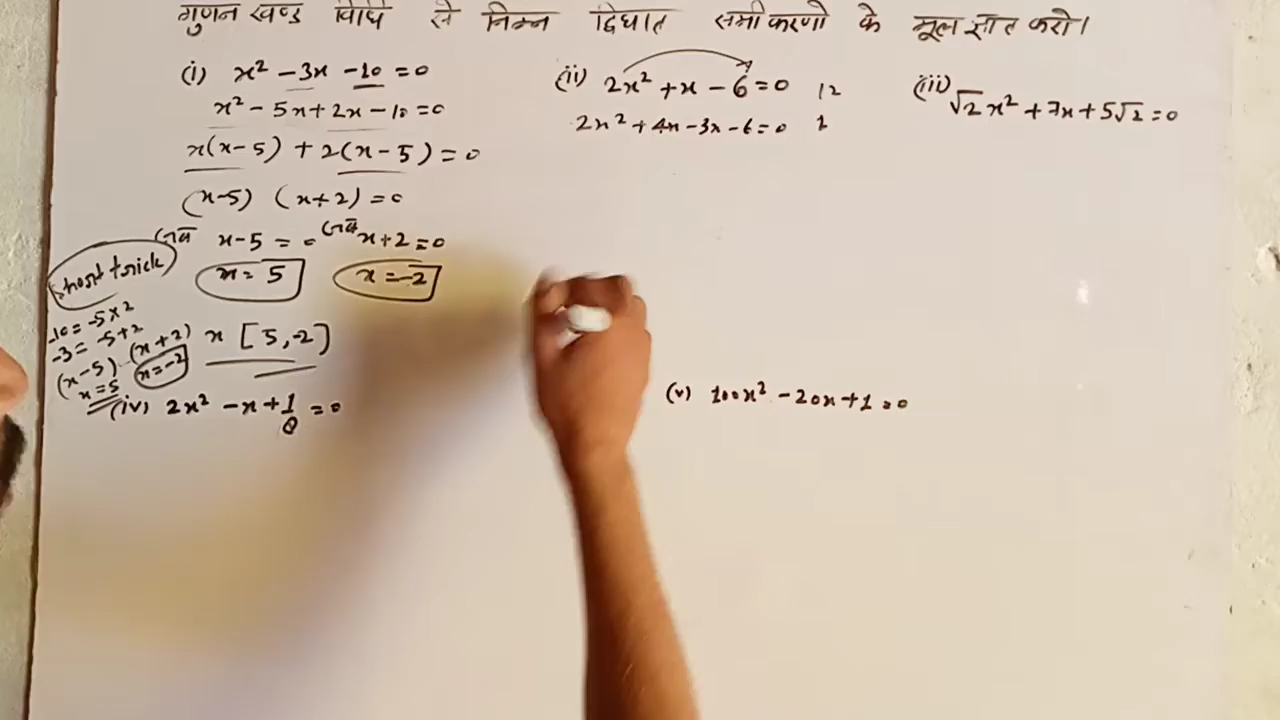 गुणन खण्ड विधि से निम्न द्विघात समीकरणो के मूल ज्ञात करो।
(i) x² - 3x - 10 = 0
x² - 5x + 2x - 10 = 0
x(x - 5) + 2(x - 5) = 0
(x-5) (x+2) = 0
जब x - 5 = 0 जब x + 2 = 0
x = 5 x = -2
x [5, -2]
short trick
-10 = -5 × 2
-3 = -5 + 2
(x-5) (x+2)
x = 5 x = -2
(ii) 2x² + x - 6 = 0 12
2x² + 4x - 3x - 6 = 0 1
(iii) √2x² + 7x + 5√2 = 0
(iv) 2x² - x + 1/8 = 0
(v) 100x² - 20x + 1 = 0